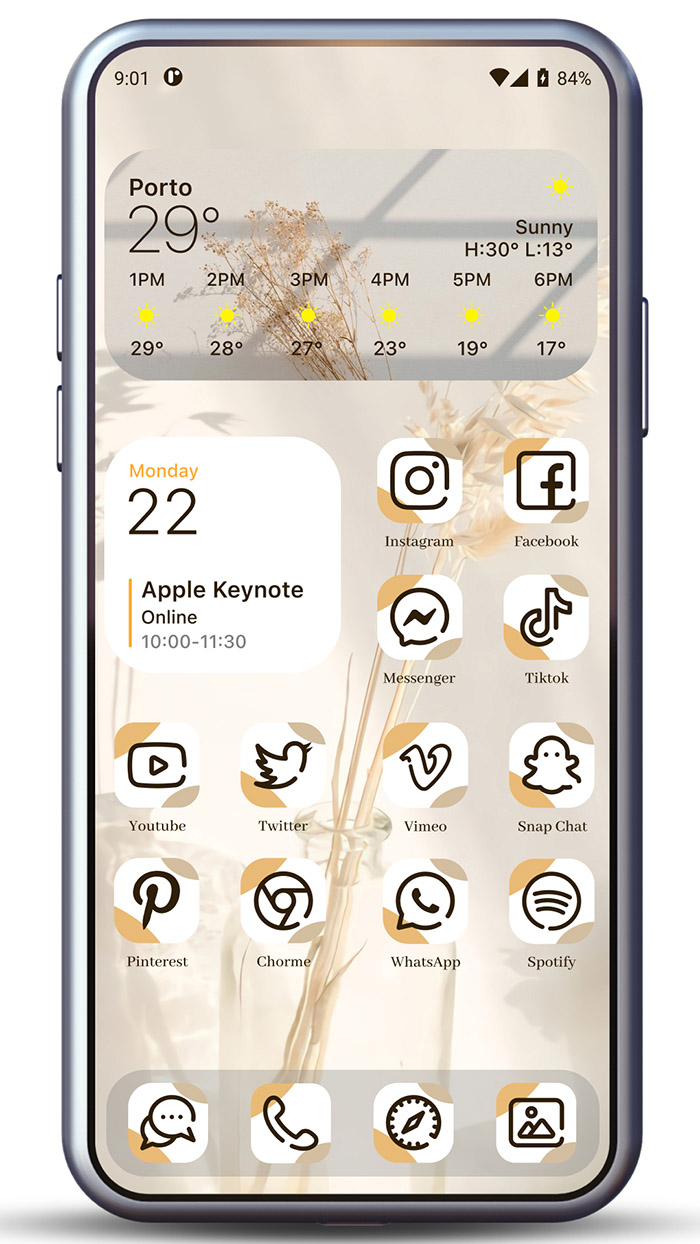 9:01 84%
Porto
29°
Sunny
H:30° L:13°
1PM 2PM 3PM 4PM 5PM 6PM
29° 28° 27° 23° 19° 17°
Monday
22
Apple Keynote
Online
10:00-11:30
Instagram Facebook
Messenger Tiktok
Youtube Twitter Vimeo Snap Chat
Pinterest Chorme WhatsApp Spotify